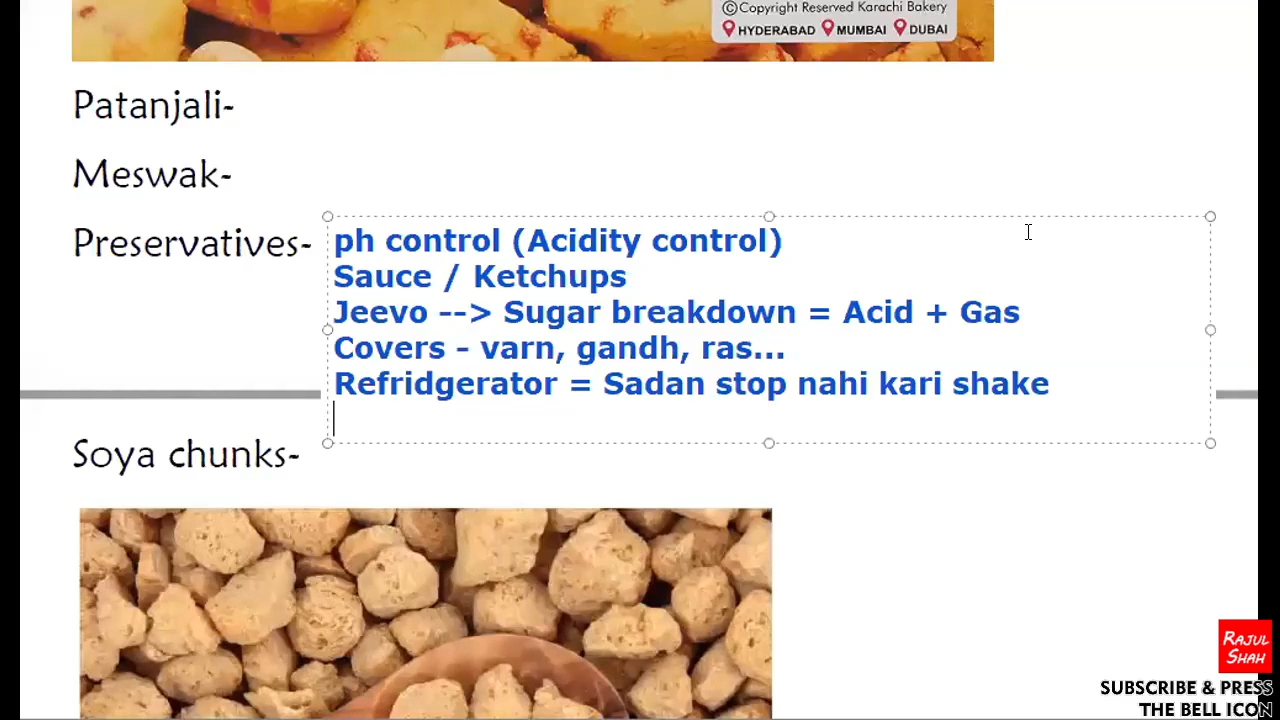 ©Copyright Reserved Karachi Bakery
HYDERABAD MUMBAI DUBAI
Patanjali-
Meswak-
Preservatives-
ph control (Acidity control)
Sauce / Ketchups
Jeevo --> Sugar breakdown = Acid + Gas
Covers - varn, gandh, ras...
Refridgerator = Sadan stop nahi kari shake
Soya chunks-
RAJUL
SHAH
SUBSCRIBE & PRESS
THE BELL ICON